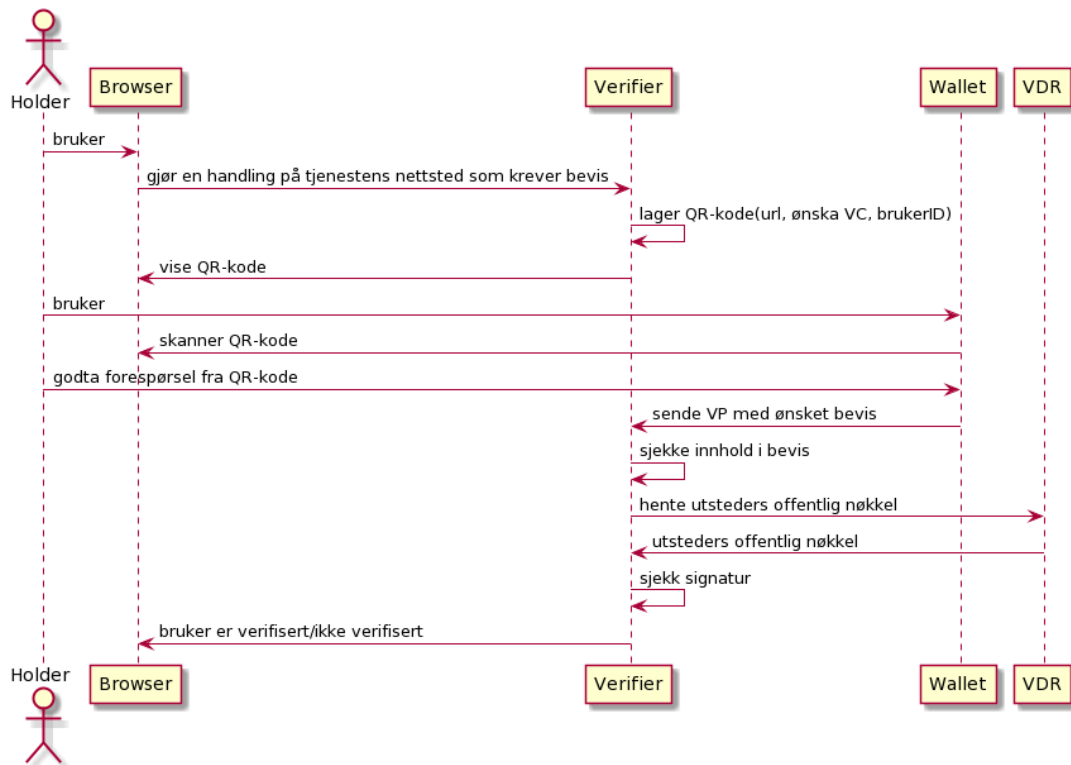 Holder
Browser
Verifier
Wallet
VDR
bruker
gjør en handling på tjenestens nettsted som krever bevis
lager QR-kode(url, ønska VC, brukerID)
vise QR-kode
bruker
skanner QR-kode
godta forespørsel fra QR-kode
sende VP med ønsket bevis
sjekke innhold i bevis
hente utsteders offentlig nøkkel
utsteders offentlig nøkkel
sjekk signatur
bruker er verifisert/ikke verifisert
Holder
Browser
Verifier
Wallet
VDR